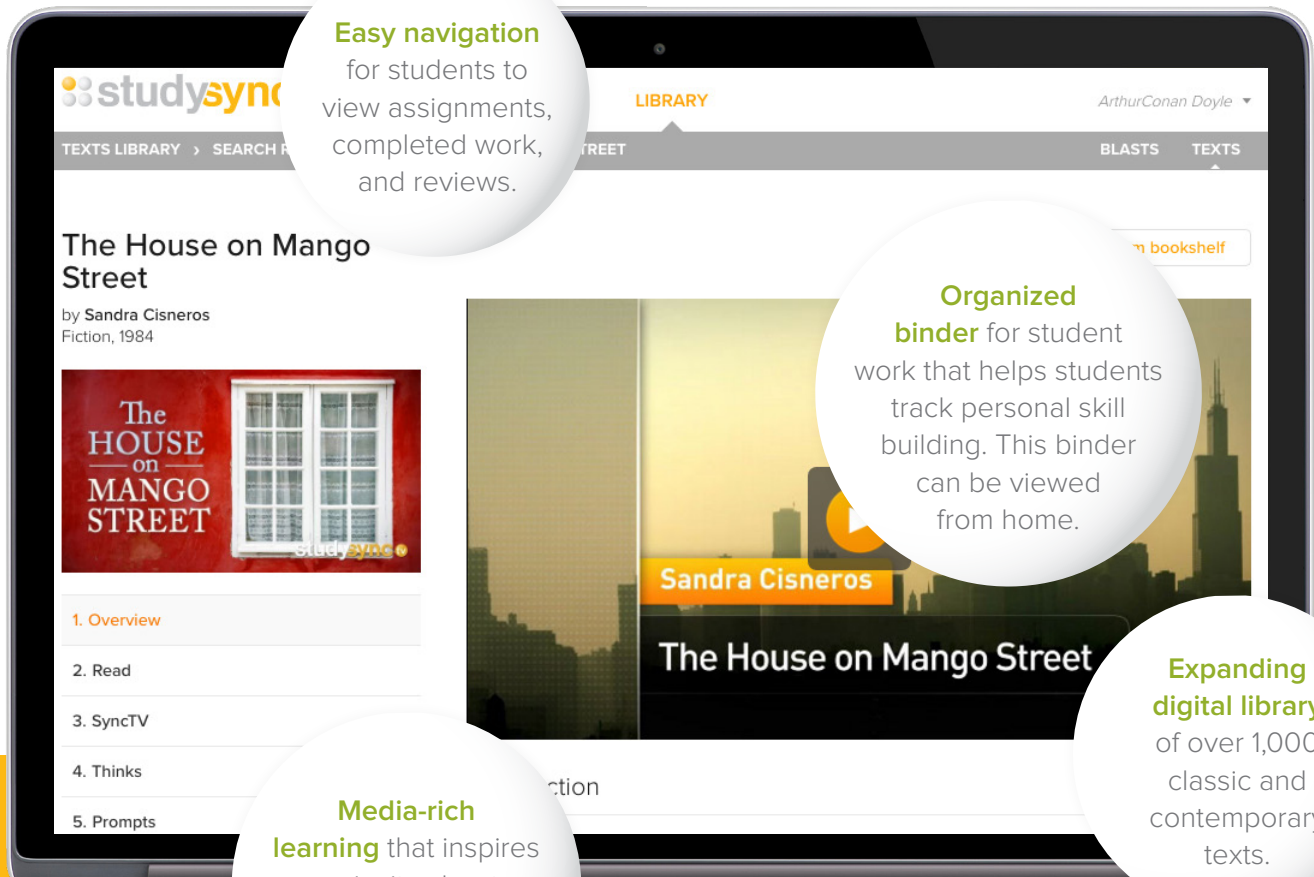 Easy navigation
for students to
view assignments,
completed work,
and reviews.
studysync
LIBRARY
ArthurConan Doyle
TEXTS LIBRARY › SEARCH
BLASTS TEXTS
The House on Mango
Street
by Sandra Cisneros
Fiction, 1984
The
HOUSE
on
MANGO
STREET
studysync
1. Overview
2. Read
3. SyncTV
4. Thinks
5. Prompts
bookshelf
Organized
binder for student
work that helps students
track personal skill
building. This binder
can be viewed
from home.
Sandra Cisneros
The House on Mango Street
Expanding
digital library
of over 1,000
classic and
contemporary
texts.
Media-rich
learning that inspires